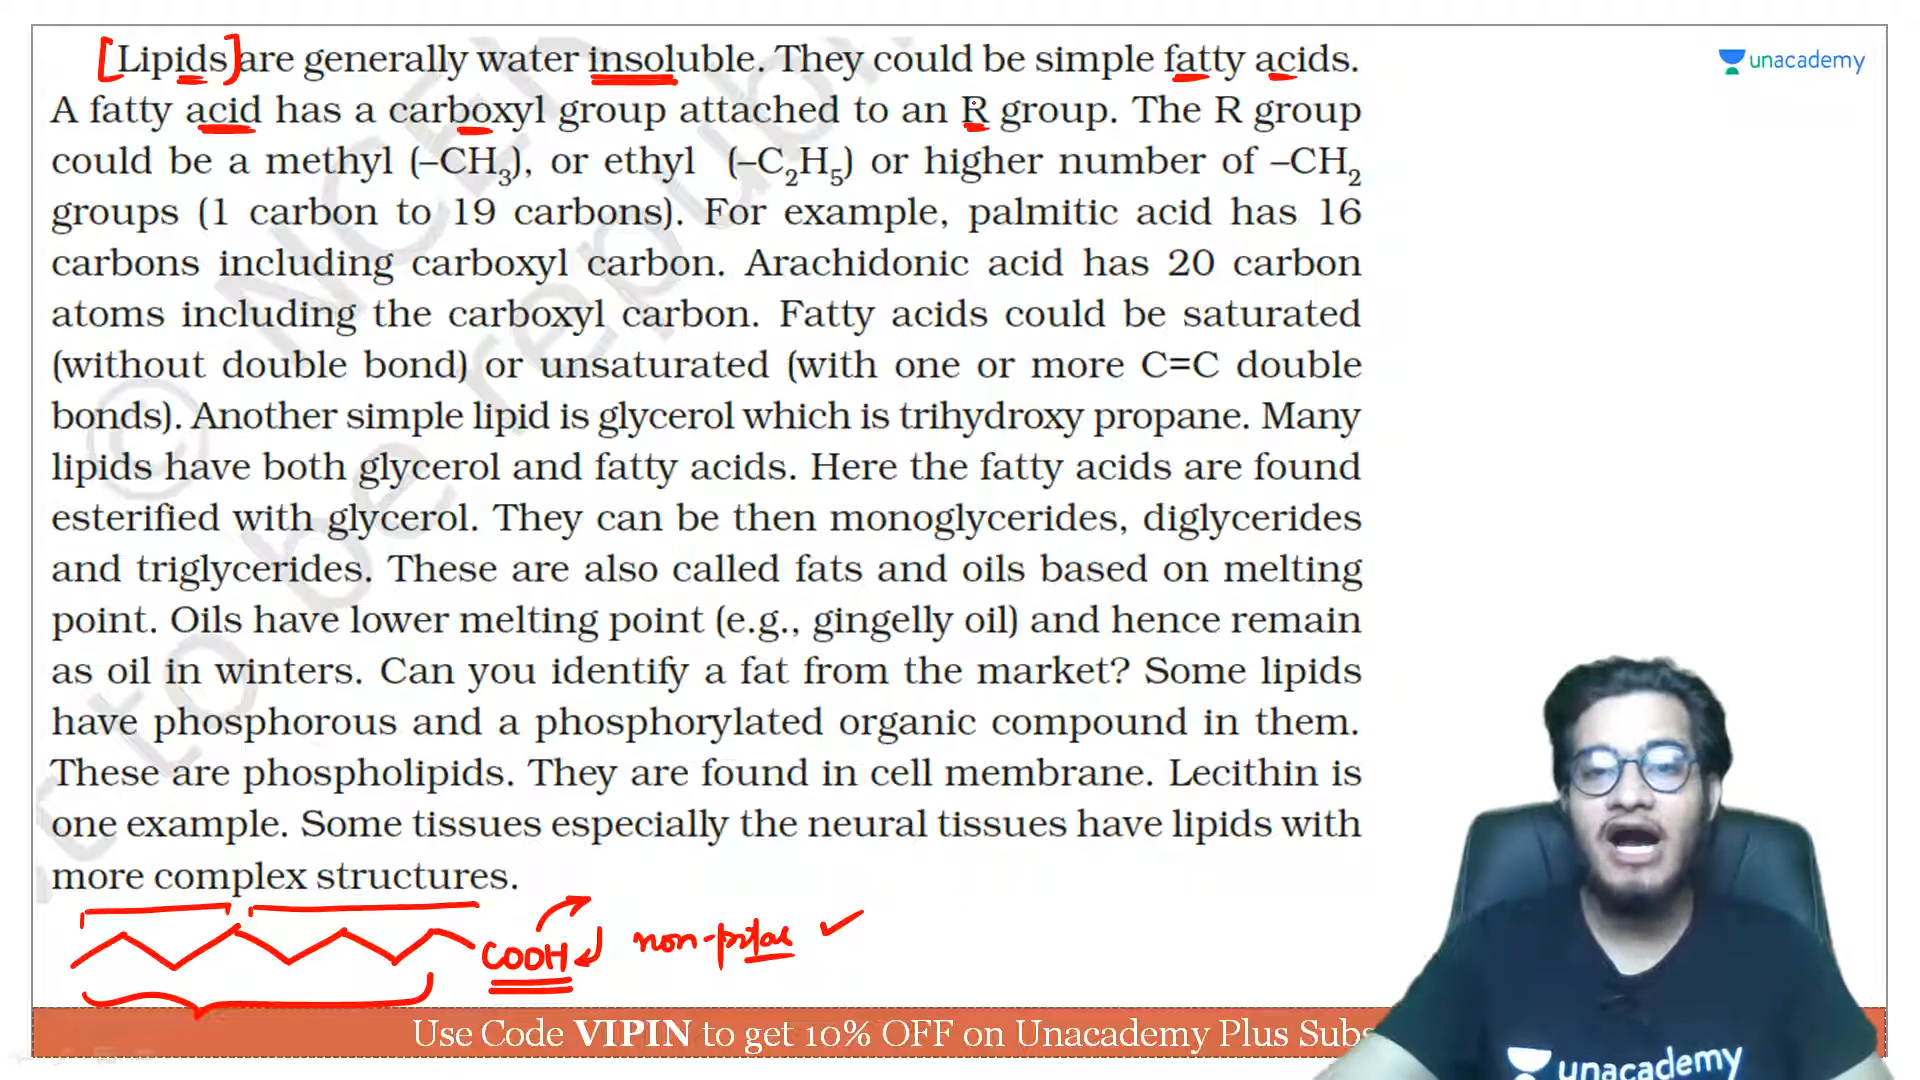 [Lipids] are generally water insoluble. They could be simple fatty acids.
A fatty acid has a carboxyl group attached to an R group. The R group
could be a methyl (–CH₃), or ethyl (–C₂H₅) or higher number of –CH₂
groups (1 carbon to 19 carbons). For example, palmitic acid has 16
carbons including carboxyl carbon. Arachidonic acid has 20 carbon
atoms including the carboxyl carbon. Fatty acids could be saturated
(without double bond) or unsaturated (with one or more C=C double
bonds). Another simple lipid is glycerol which is trihydroxy propane. Many
lipids have both glycerol and fatty acids. Here the fatty acids are found
esterified with glycerol. They can be then monoglycerides, diglycerides
and triglycerides. These are also called fats and oils based on melting
point. Oils have lower melting point (e.g., gingelly oil) and hence remain
as oil in winters. Can you identify a fat from the market? Some lipids
have phosphorous and a phosphorylated organic compound in them.
These are phospholipids. They are found in cell membrane. Lecithin is
one example. Some tissues especially the neural tissues have lipids with
more complex structures.
unacademy
COOH
Use Code VIPIN to get 10% OFF on Unacademy Plus Subs
unacademy